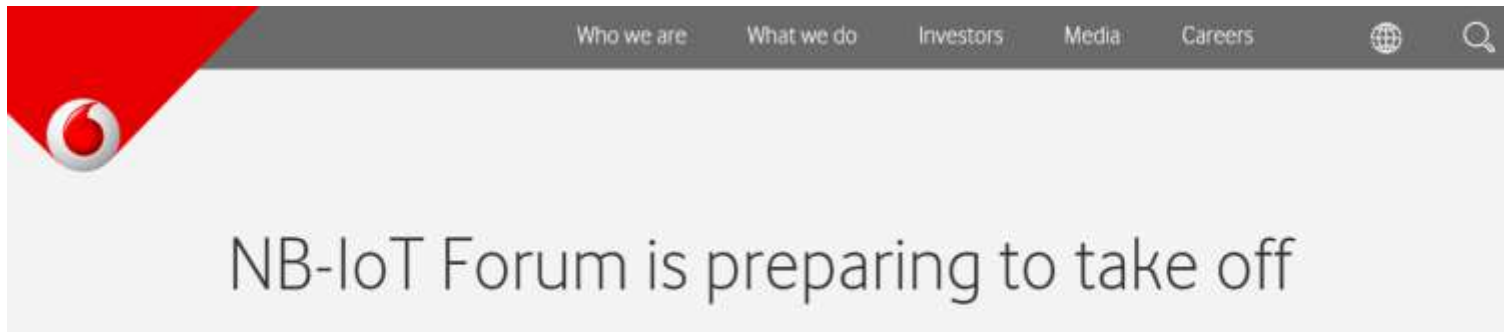 Who we are What we do Investors Media Careers
NB-IoT Forum is preparing to take off